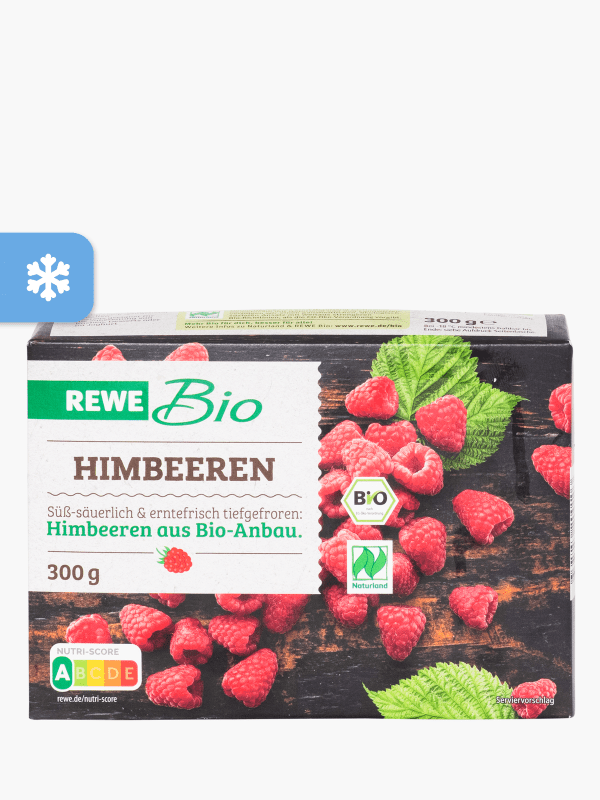 Mehr Bio für dich, besser für alle!
Weitere Infos zu Naturland & REWE Bio: www.rewe.de/bio
300 g e
REWE Bio
HIMBEEREN
Süß-säuerlich & erntefrisch tiefgefroren:
Himbeeren aus Bio-Anbau.
300 g
BiO
Naturland
NUTRI-SCORE
A B C D E
rewe.de/nutri-score
Serviervorschlag